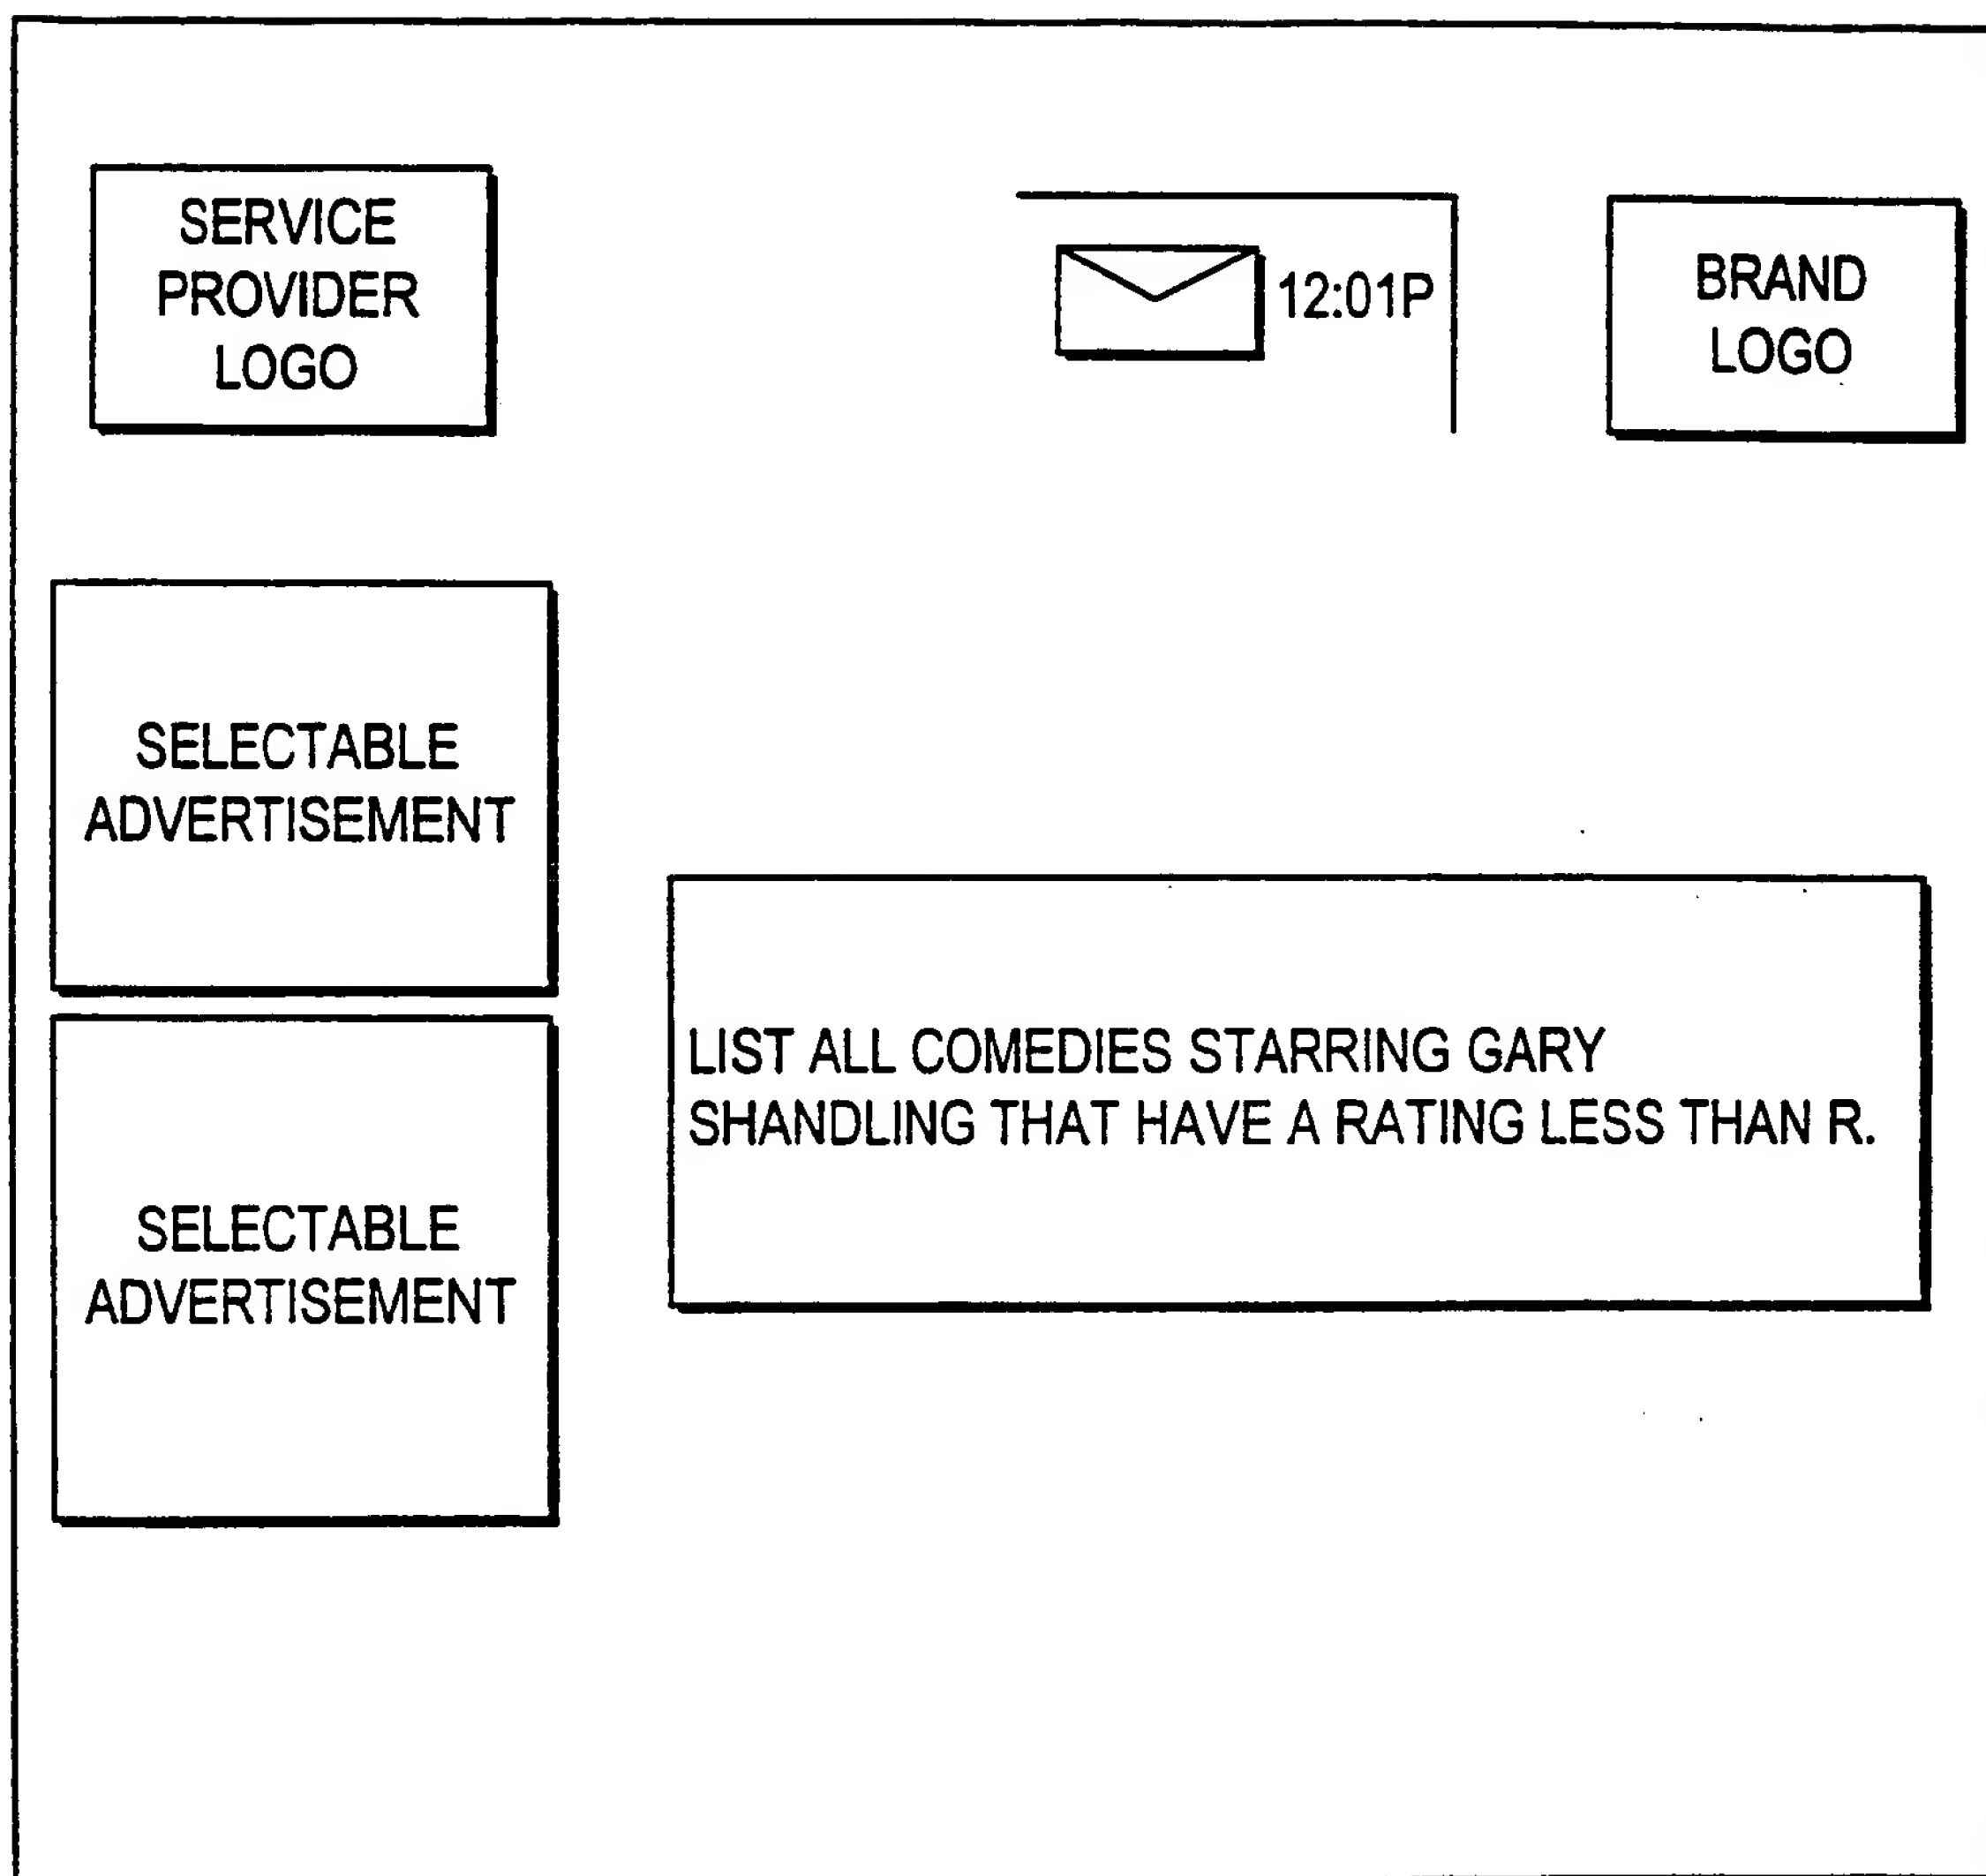 SERVICE
PROVIDER
LOGO
12:01P
BRAND
LOGO
SELECTABLE
ADVERTISEMENT
LIST ALL COMEDIES STARRING GARY
SHANDLING THAT HAVE A RATING LESS THAN R.
SELECTABLE
ADVERTISEMENT